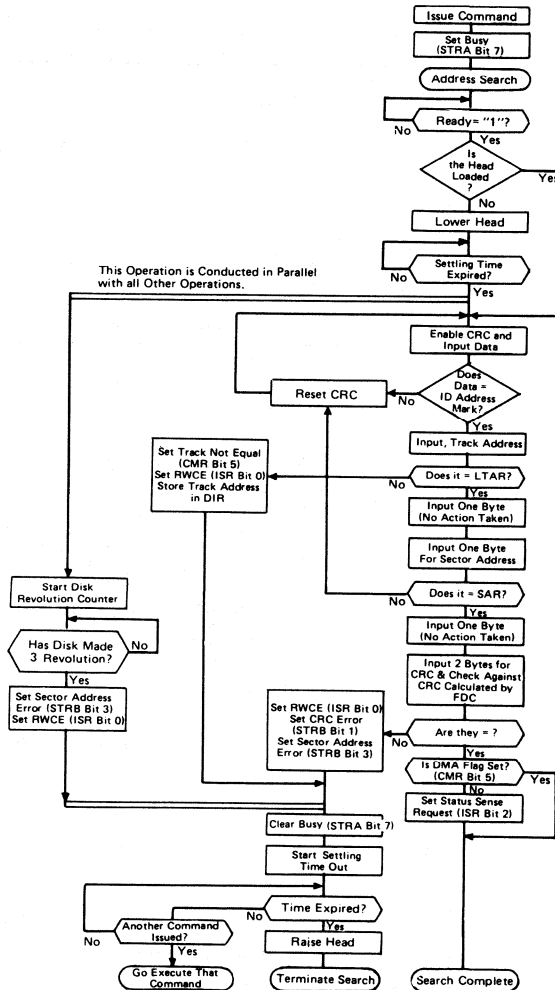 Issue Command
Set Busy
(STRA Bit 7)
Address Search
Ready= "1"?
No
Yes
Is
the Head
Loaded
?
Yes
No
Lower Head
Settling Time
Expired?
No
Yes
This Operation is Conducted in Parallel
with all Other Operations.
Enable CRC and
Input Data
Does
Data =
ID Address
Mark?
No
Reset CRC
Yes
Input, Track Address
Set Track Not Equal
(CMR Bit 5)
Set RWCE (ISR Bit 0)
Store Track Address
in DIR
Does it = LTAR?
No
Yes
Input One Byte
(No Action Taken)
Input One Byte
For Sector Address
Start Disk
Revolution Counter
Does it = SAR?
No
Yes
Has Disk Made
3 Revolution?
No
Yes
Input One Byte
(No Action Taken)
Input 2 Bytes for
CRC & Check Against
CRC Calculated by
FDC
Set Sector Address
Error (STRB Bit 3)
Set RWCE (ISR Bit 0)
Set RWCE (ISR Bit 0)
Set CRC Error
(STRB Bit 1)
Set Sector Address
Error (STRB Bit 3)
Are they = ?
No
Yes
Is DMA Flag Set?
(CMR Bit 5)
Yes
No
Set Status Sense
Request (ISR Bit 2)
Clear Busy (STRA Bit 7)
Start Settling
Time Out
Time Expired?
No
Yes
Another Command
Issued?
No
Yes
Raise Head
Go Execute That
Command
Terminate Search
Search Complete